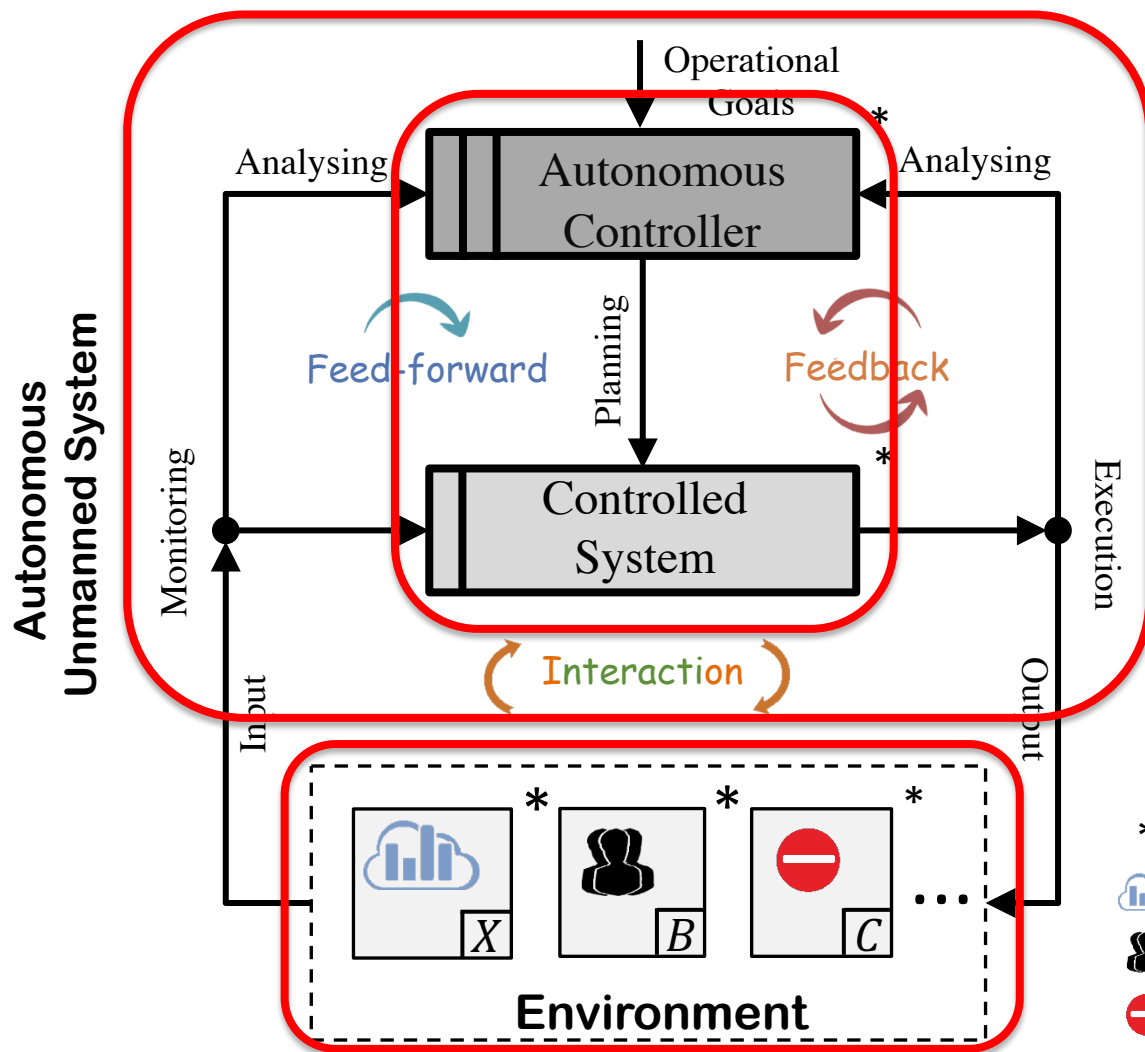 Operational
Goals
*
Analysing
Analysing
Autonomous
Controller
Feed-forward
Planning
Feedback
Autonomous
Unmanned System
*
Monitoring
Controlled
System
Execution
Interaction
Input
Output
* * *
*
X B C ...
Environment